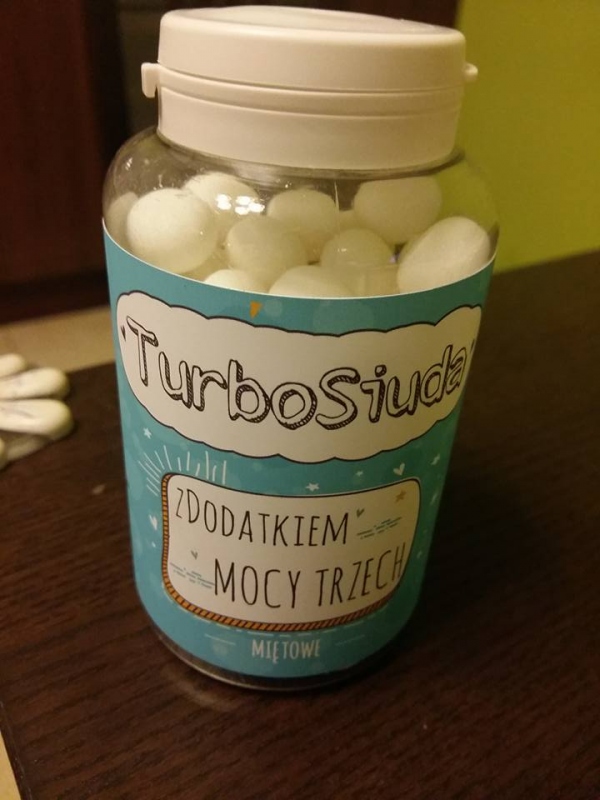 TurboSiuda
zDODATKIEM
MOCY TRZECH
MIĘTOWE